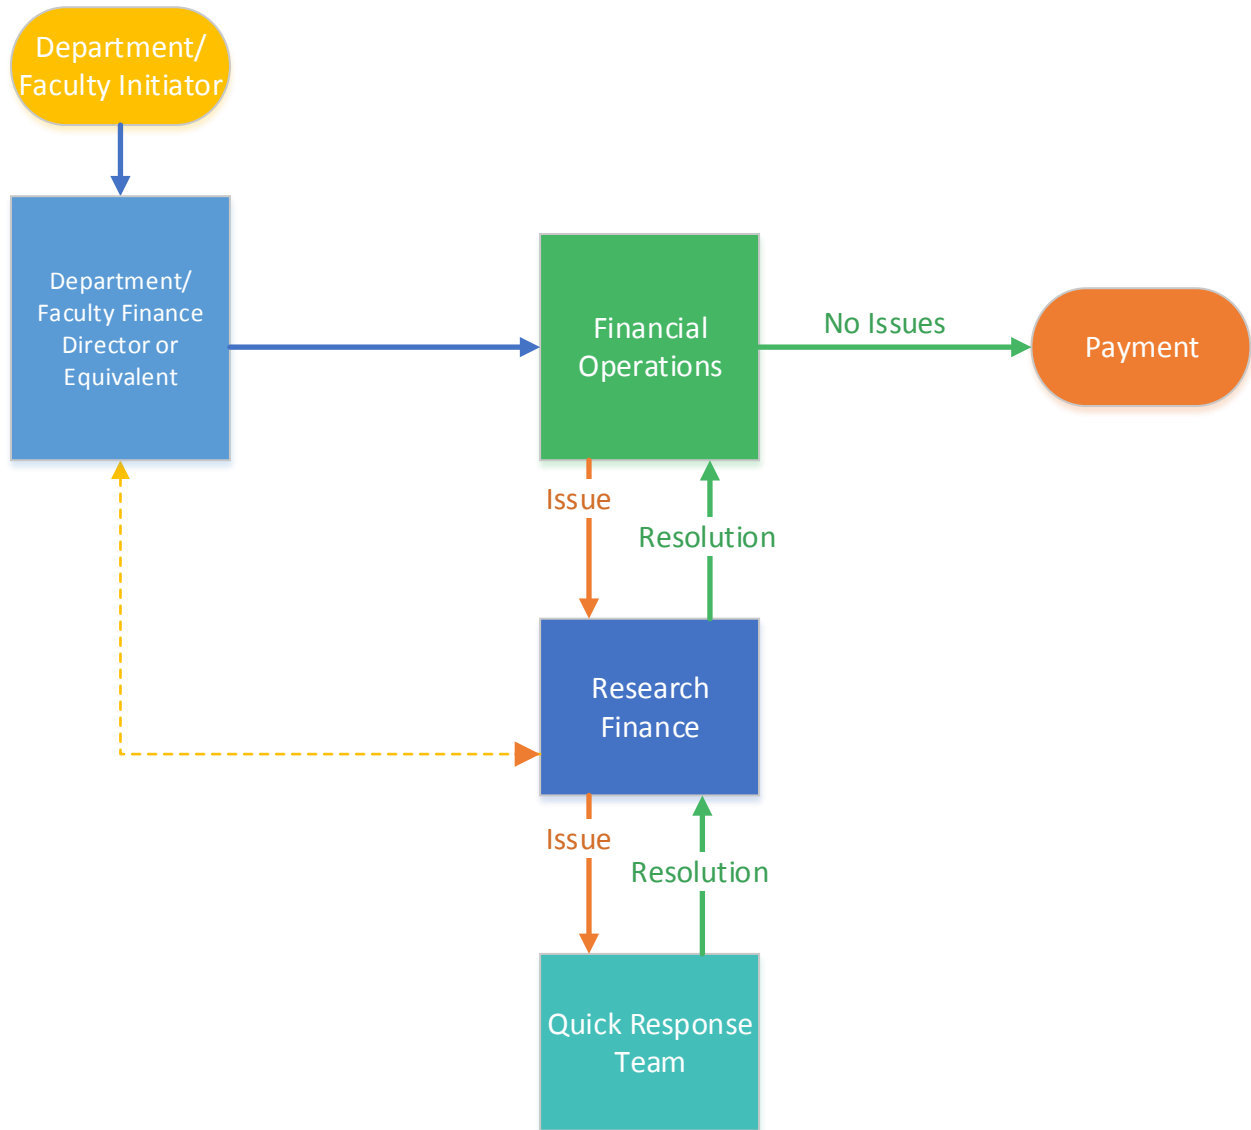 Department/
Faculty Initiator
Department/
Faculty Finance
Director or
Equivalent
Financial
Operations
No Issues
Payment
Issue
Resolution
Research
Finance
Issue
Resolution
Quick Response
Team